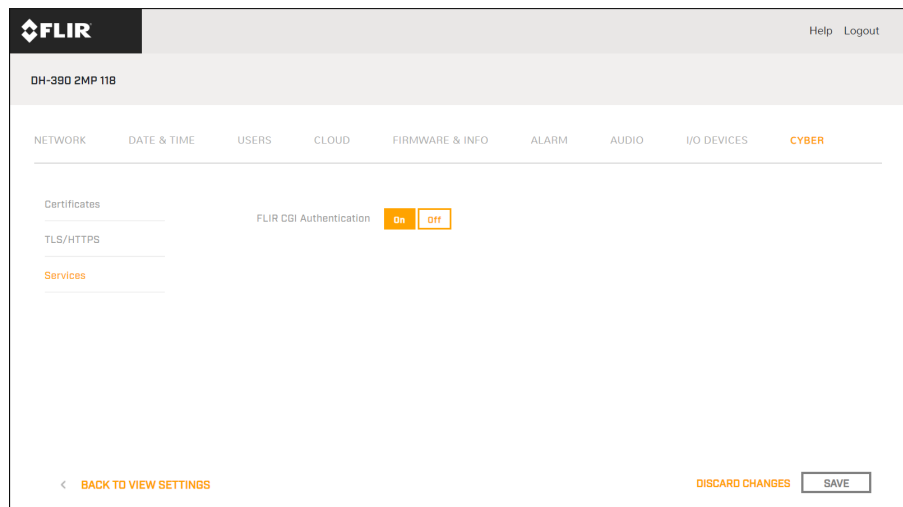 FLIR
Help Logout
DH-390 2MP 118
NETWORK DATE & TIME USERS CLOUD FIRMWARE & INFO ALARM AUDIO I/O DEVICES CYBER
Certificates
FLIR CGI Authentication On Off
TLS/HTTPS
Services
< BACK TO VIEW SETTINGS DISCARD CHANGES SAVE